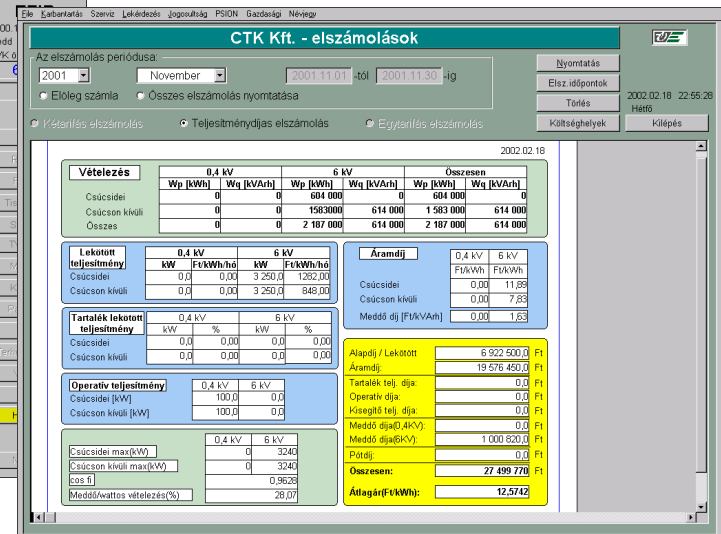 File Karbantartás Szerviz Lekérdezés Jogosultság PSION Gazdasági Névjegy
CTK Kft. - elszámolások
Az elszámolás periódusa:
2001 November 2001.11.01 -tól 2001.11.30 -ig
Előleg számla Összes elszámolás nyomtatása
Kétarifás elszámolás Teljesítménydíjas elszámolás Egytarifás elszámolás
Nyomtatás
Elsz.időpontok
Törlés
Költséghelyek
2002.02.18 22:55:28
Hétfő
Kilépés
2002.02.18
Vételezés 0,4 kV 6 kV Összesen
Wp [kWh] Wq [kVArh] Wp [kWh] Wq [kVArh] Wp [kWh] Wq [kVArh]
Csúcsidei 0 0 604 000 0 604 000 0
Csúcson kívüli 0 0 1583000 614 000 1 583 000 614 000
Összes 0 0 2 187 000 614 000 2 187 000 614 000
Lekötött teljesítmény 0,4 kV 6 kV
kW Ft/kWh/hó kW Ft/kWh/hó
Csúcsidei 0,0 0,00 3 250,0 1282,00
Csúcson kívüli 0,0 0,00 3 250,0 848,00
Áramdíj 0,4 kV 6 kV
Ft/kWh Ft/kWh
Csúcsidei 0,00 11,89
Csúcson kívüli 0,00 7,83
Meddő díj [Ft/kVArh] 0,00 1,63
Tartalék lekötött teljesítmény 0,4 kV 6 kV
kW % kW %
Csúcsidei 0,0 0,00 0,0 0,00
Csúcson kívüli 0,0 0,00 0,0 0,00
Operatív teljesítmény 0,4 kV 6 kV
Csúcsidei [kW] 100,0 0,0
Csúcson kívüli [kW] 100,0 0,0
0,4 kV 6 kV
Csúcsidei max(kW) 0 3240
Csúcson kívüli max(kW) 0 3240
cos fi 0,9628
Meddő/wattos vételezés(%) 28,07
Alapdíj / Lekötött 6 922 500,0 Ft
Áramdíj: 19 576 450,0 Ft
Tartalék telj. díja: 0,0 Ft
Operatív díja: 0,0 Ft
Kisegítő telj. díja: 0,0 Ft
Meddő díja(0,4KV): 0,0 Ft
Meddő díja(6KV): 1 000 820,0 Ft
Pótdíj: 0,0 Ft
Összesen: 27 499 770 Ft
Átlagár(Ft/kWh): 12,5742